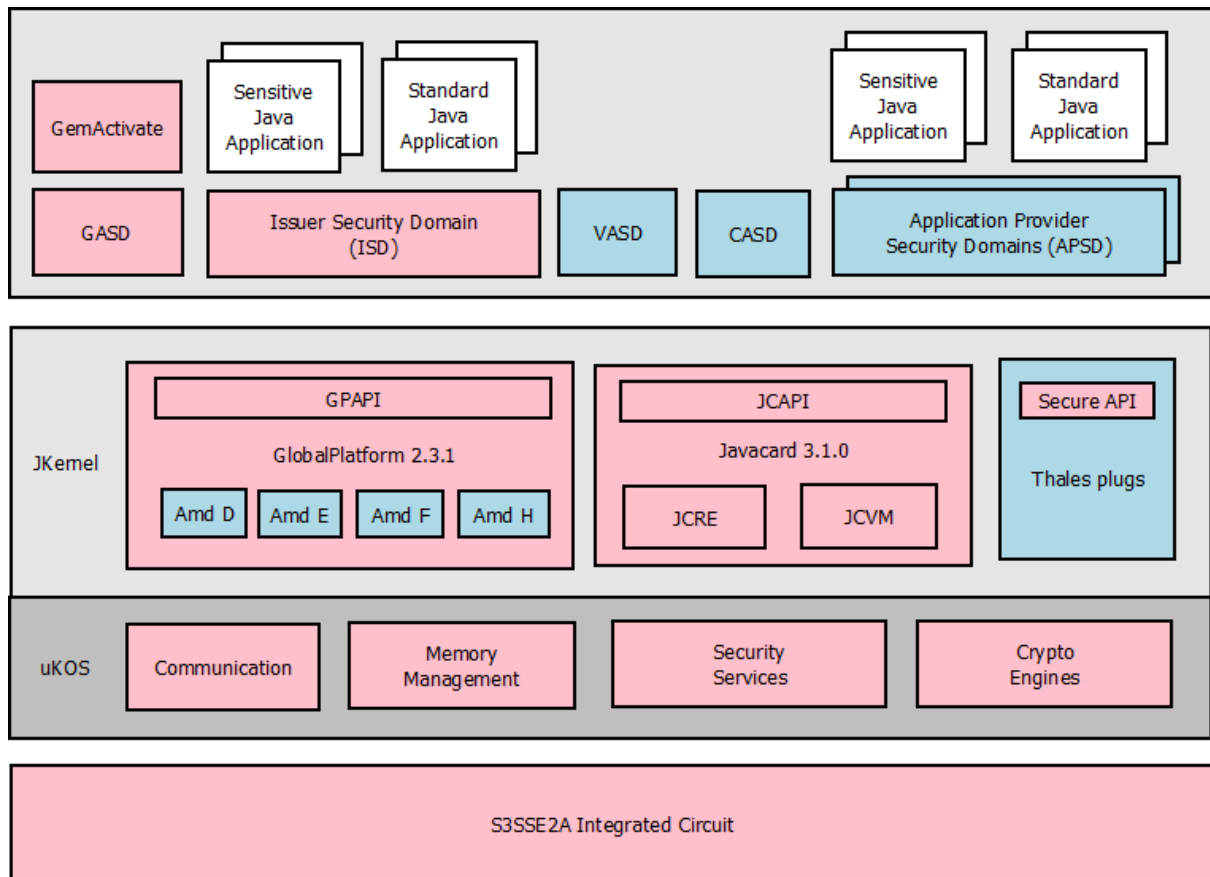 GemActivate
Sensitive
Java
Application
Standard
Java
Application
Sensitive
Java
Application
Standard
Java
Application
GASD
Issuer Security Domain
(ISD)
VASD
CASD
Application Provider
Security Domains (APSD)
JKernel
GPAPI
GlobalPlatform 2.3.1
Amd D
Amd E
Amd F
Amd H
JCAPI
Javacard 3.1.0
JCRE
JCVM
Secure API
Thales plugs
uKOS
Communication
Memory
Management
Security
Services
Crypto
Engines
S3SSE2A Integrated Circuit